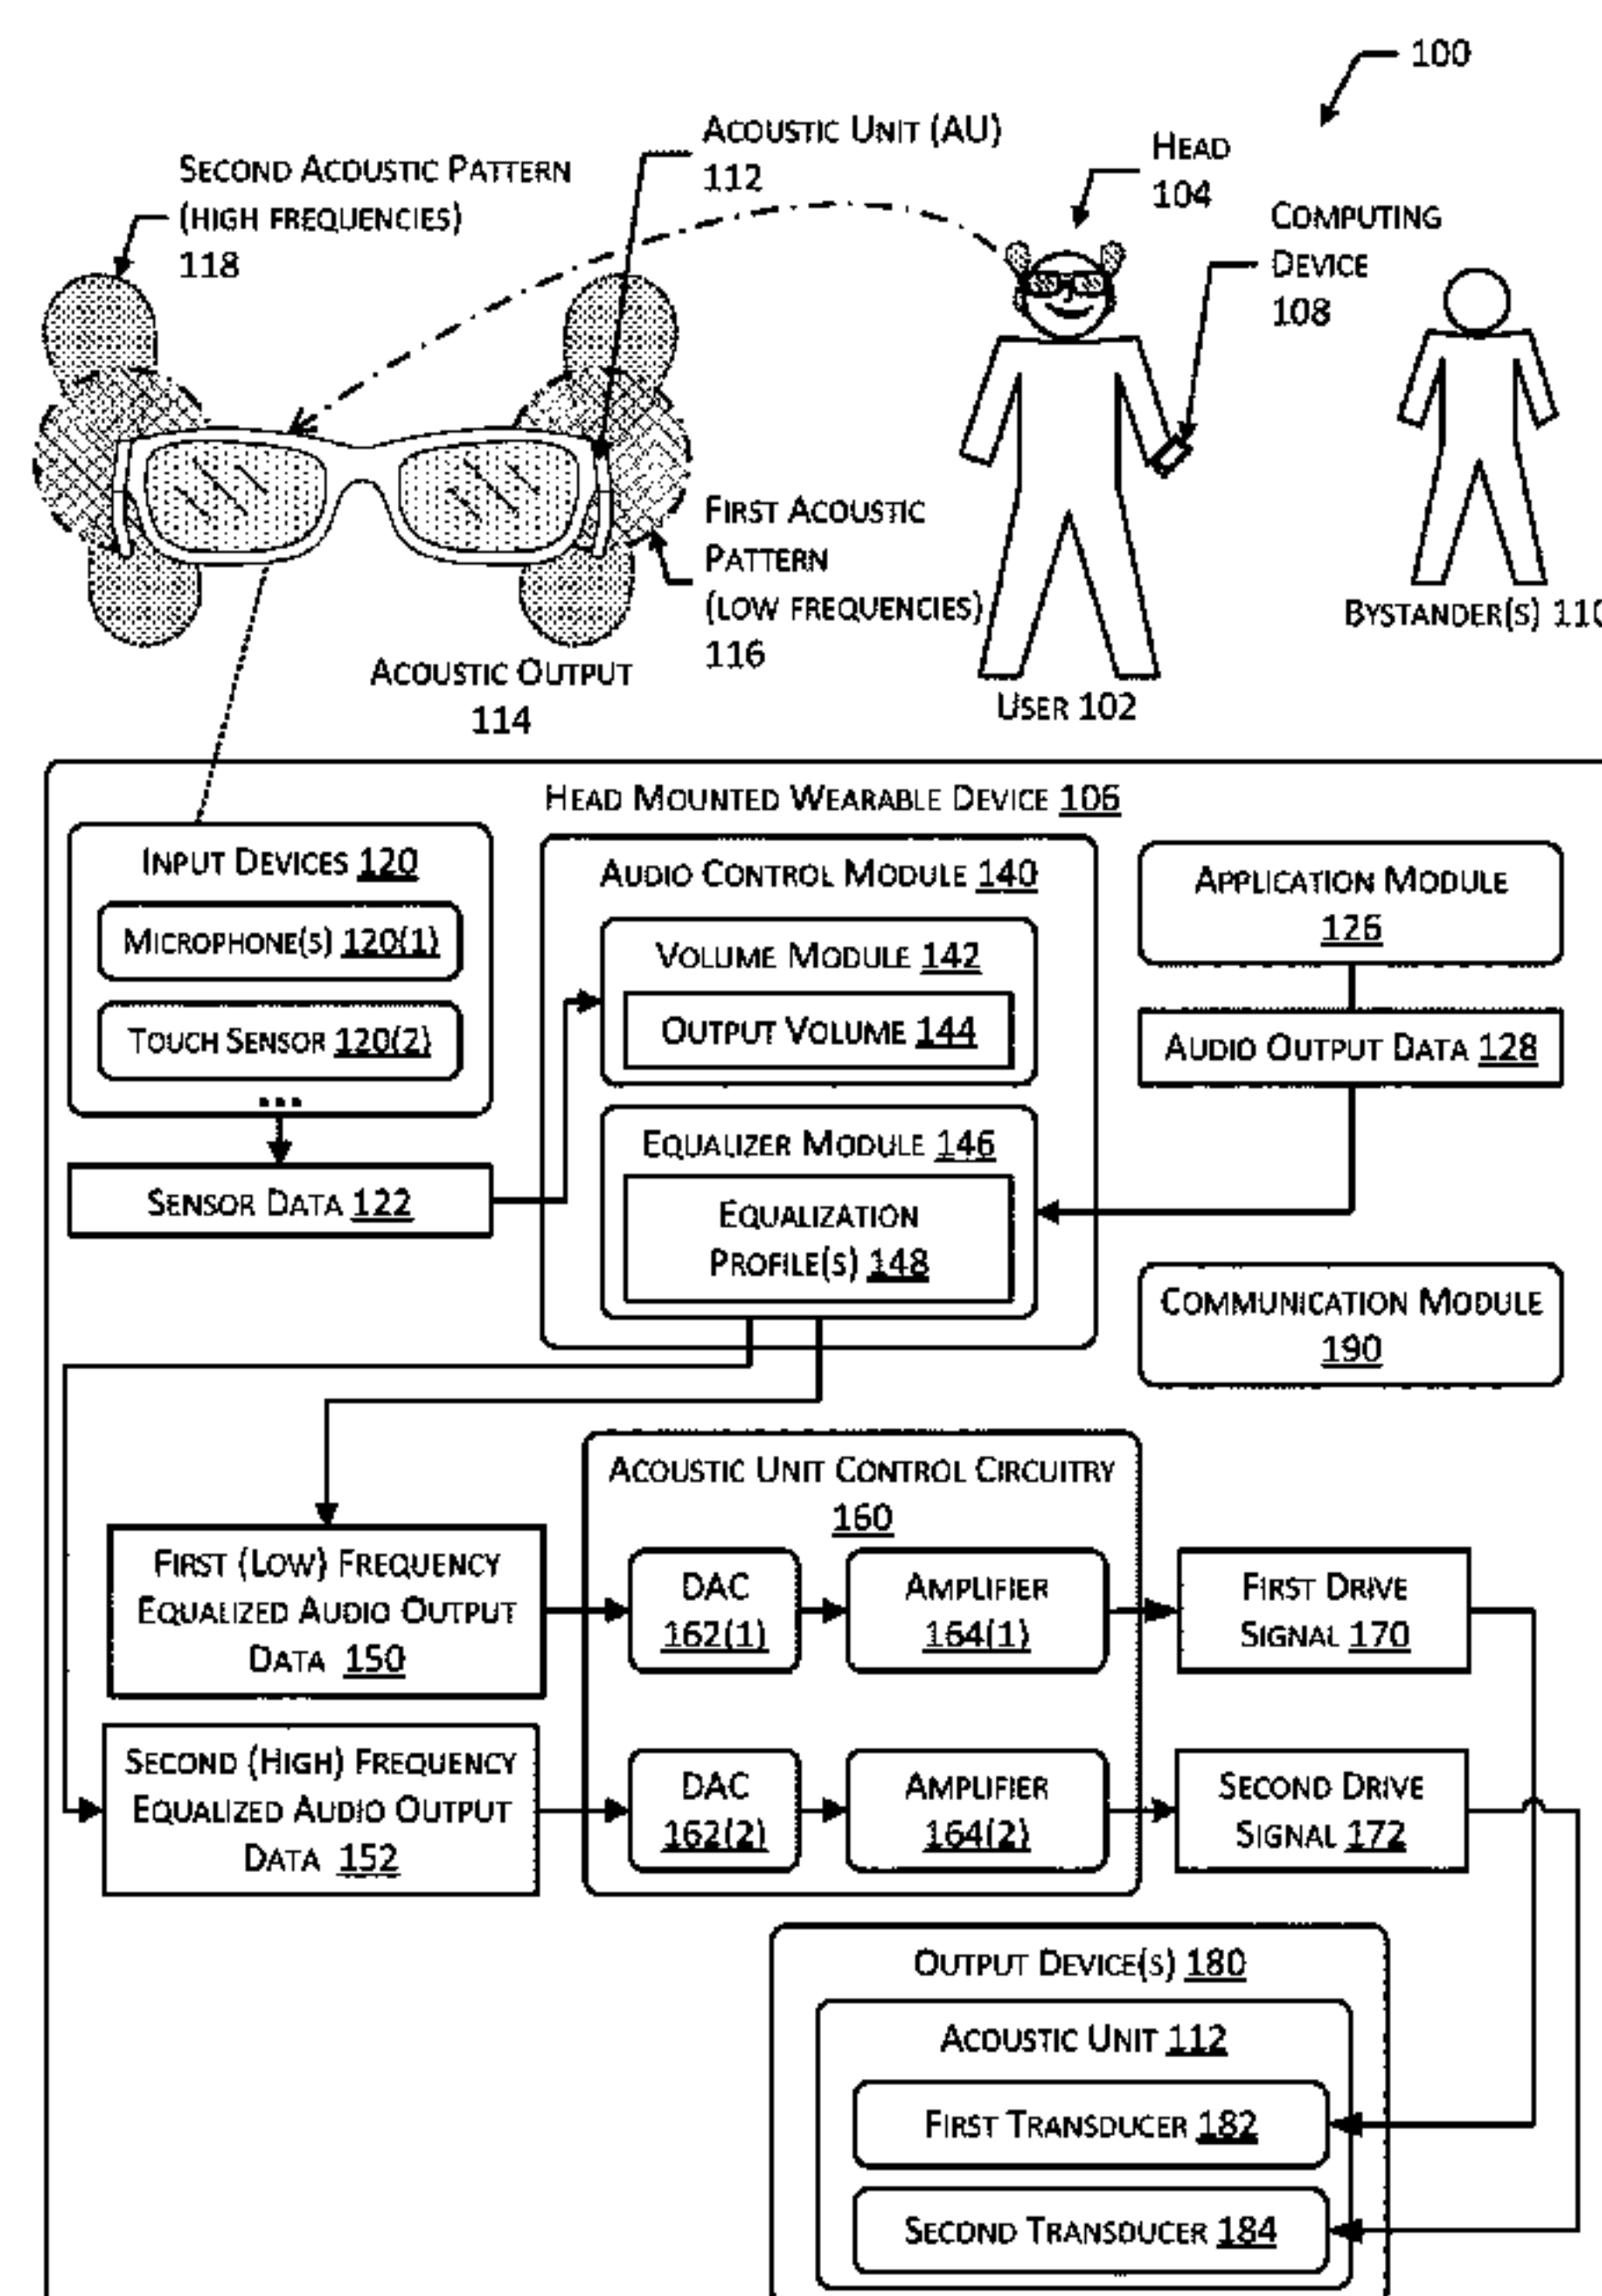 100
ACOUSTIC UNIT (AU)
112
HEAD
104
SECOND ACOUSTIC PATTERN
(HIGH FREQUENCIES)
118
COMPUTING
DEVICE
108
FIRST ACOUSTIC
PATTERN
(LOW FREQUENCIES)
116
BYSTANDER(S) 110
ACOUSTIC OUTPUT
114
USER 102
HEAD MOUNTED WEARABLE DEVICE 106
INPUT DEVICES 120
MICROPHONE(S) 120(1)
TOUCH SENSOR 120(2)
...
SENSOR DATA 122
AUDIO CONTROL MODULE 140
VOLUME MODULE 142
OUTPUT VOLUME 144
EQUALIZER MODULE 146
EQUALIZATION
PROFILE(S) 148
APPLICATION MODULE
126
AUDIO OUTPUT DATA 128
COMMUNICATION MODULE
190
ACOUSTIC UNIT CONTROL CIRCUITRY
160
FIRST (LOW) FREQUENCY
EQUALIZED AUDIO OUTPUT
DATA 150
DAC
162(1)
AMPLIFIER
164(1)
FIRST DRIVE
SIGNAL 170
SECOND (HIGH) FREQUENCY
EQUALIZED AUDIO OUTPUT
DATA 152
DAC
162(2)
AMPLIFIER
164(2)
SECOND DRIVE
SIGNAL 172
OUTPUT DEVICE(S) 180
ACOUSTIC UNIT 112
FIRST TRANSDUCER 182
SECOND TRANSDUCER 184